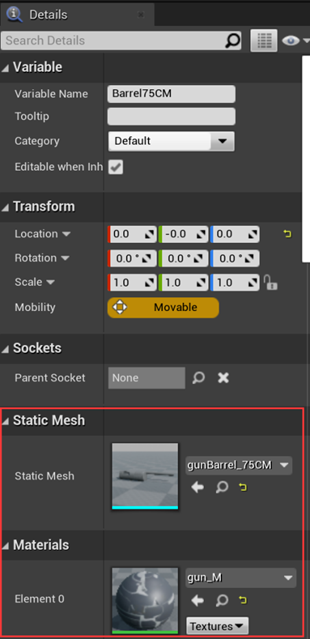 Details
Search Details
Variable
Variable Name Barrel75CM
Tooltip
Category Default
Editable when Inh
Transform
Location 0.0 -0.0 0.0
Rotation 0.0 ° 0.0 ° 0.0 °
Scale 1.0 1.0 1.0
Mobility Movable
Sockets
Parent Socket None
Static Mesh
Static Mesh gunBarrel_75CM
Materials
Element 0 gun_M
Textures